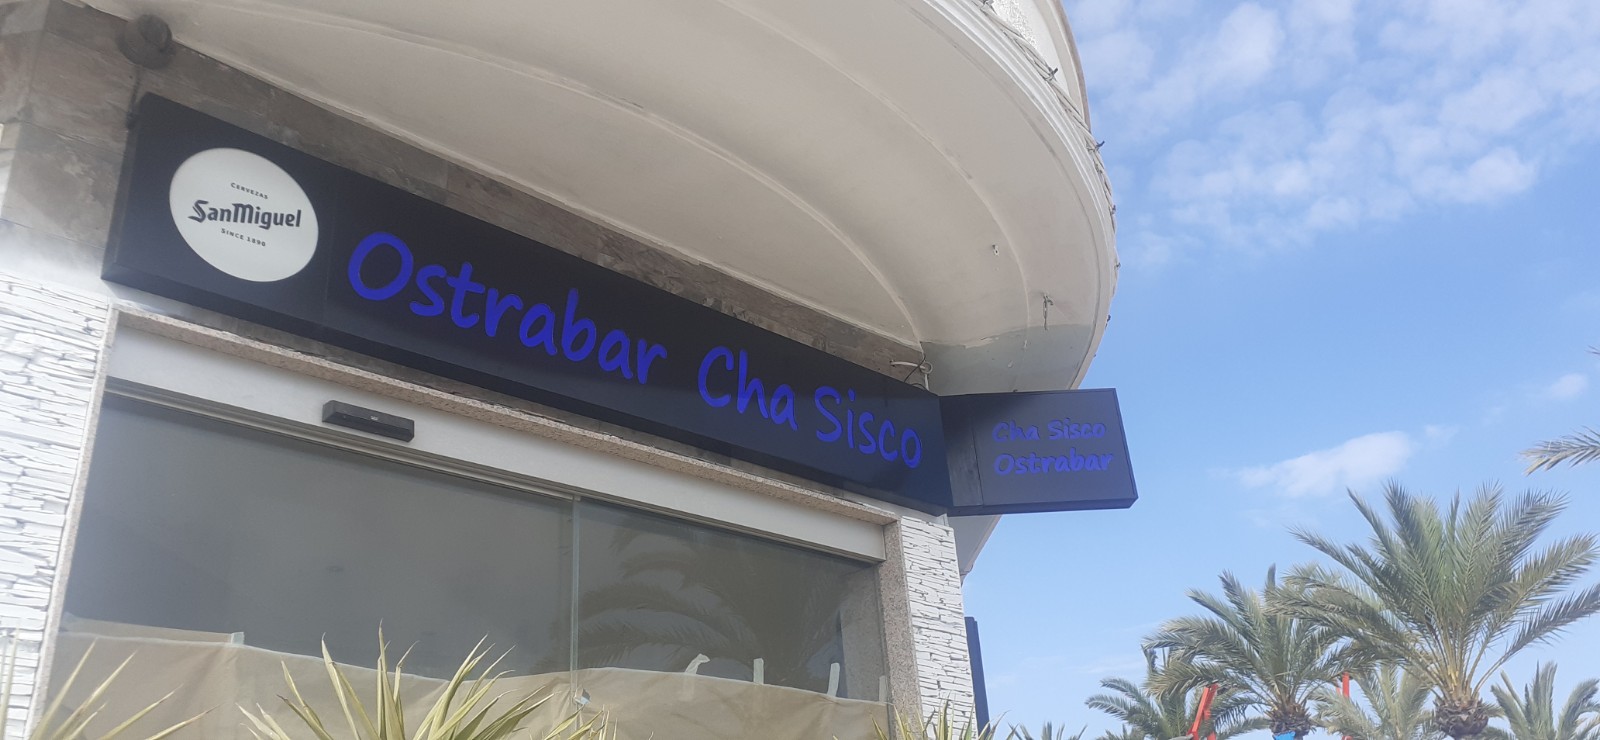 CERVEZAS
SanMiguel
SINCE 1890
Ostrabar Cha Sisco
Cha Sisco
Ostrabar